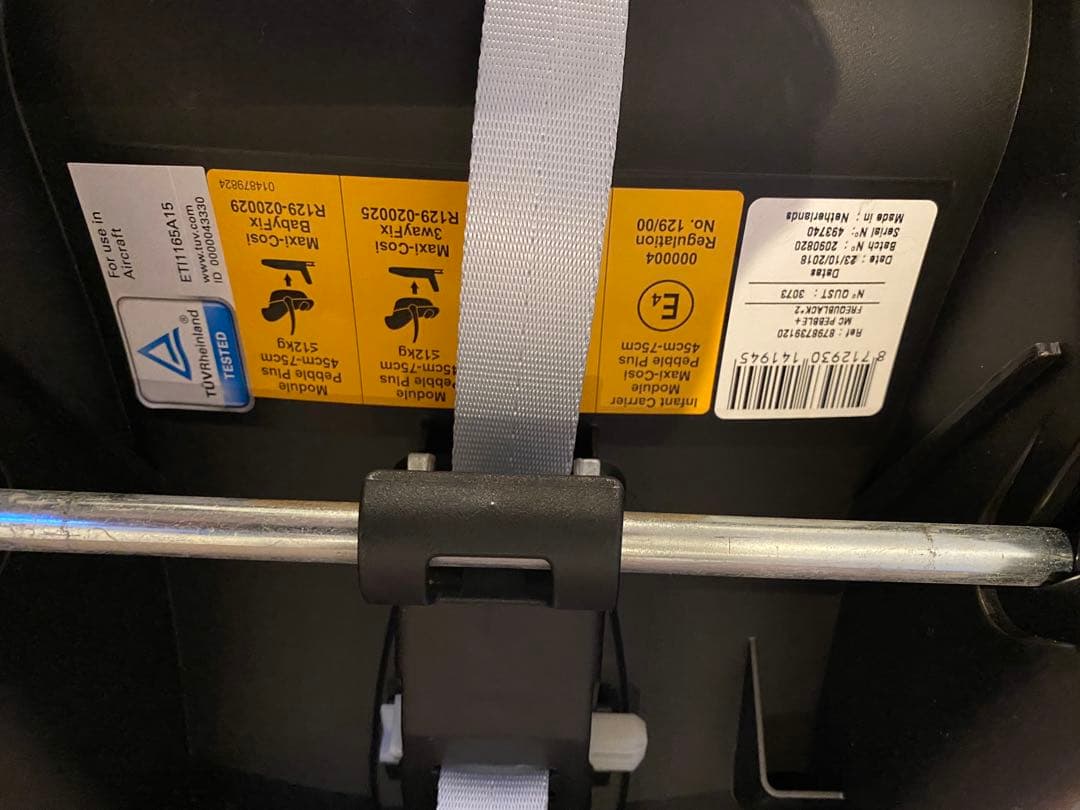 8 712930 141945
Ref : 8798739120
MC PEBBLE+
FREQUBLACK*2
N° QUST : 3073
Datas
Date : 23/10/2018
Batch N° : 2090820
Serial N° : 493740
Made in : Netherlands
Infant Carrier
Module
Maxi-Cosi
Pebble Plus
45cm-75cm
E4
000004
Regulation
No. 129/00
Module
Pebble Plus
45cm-75cm
≤12kg
Maxi-Cosi
3wayFix
R129-020025
Module
Pebble Plus
45cm-75cm
≤12kg
Maxi-Cosi
BabyFix
R129-020029
014879824
For use in
Aircraft
ETI1165A15
www.tuv.com
ID 0000043330
TÜVRheinland®
TESTED